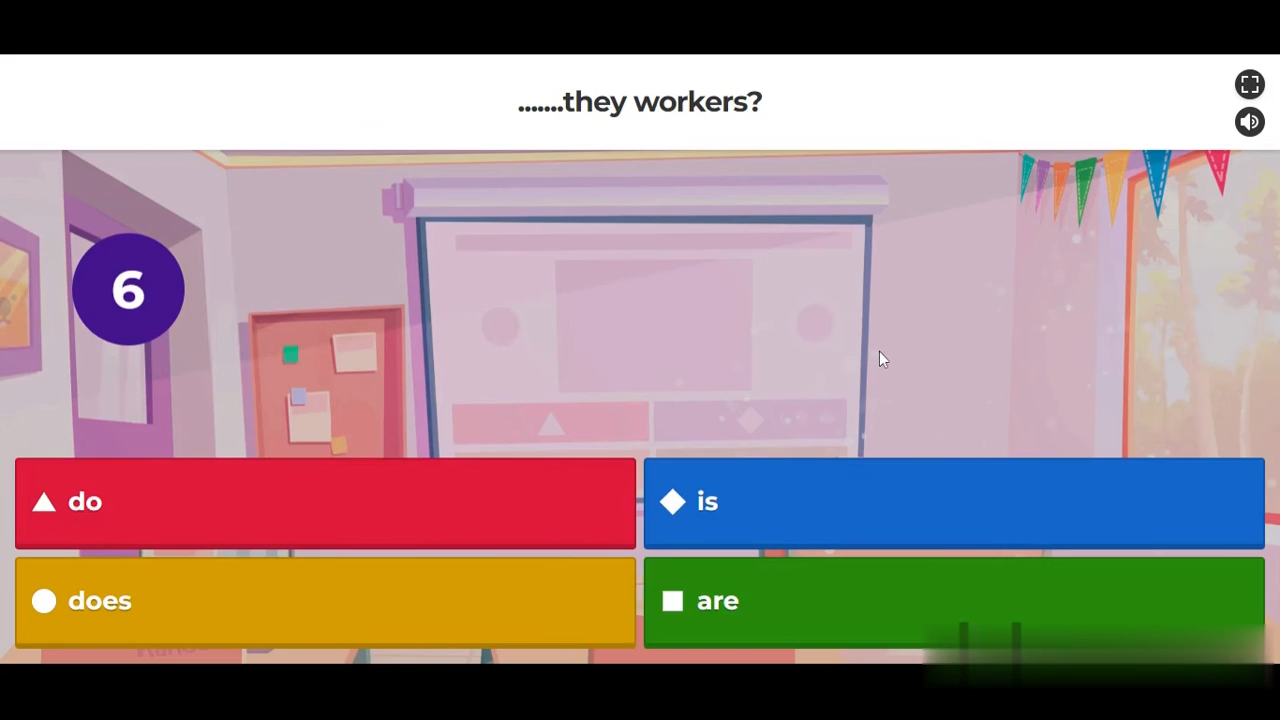 .......they workers?
6
do
is
does
are